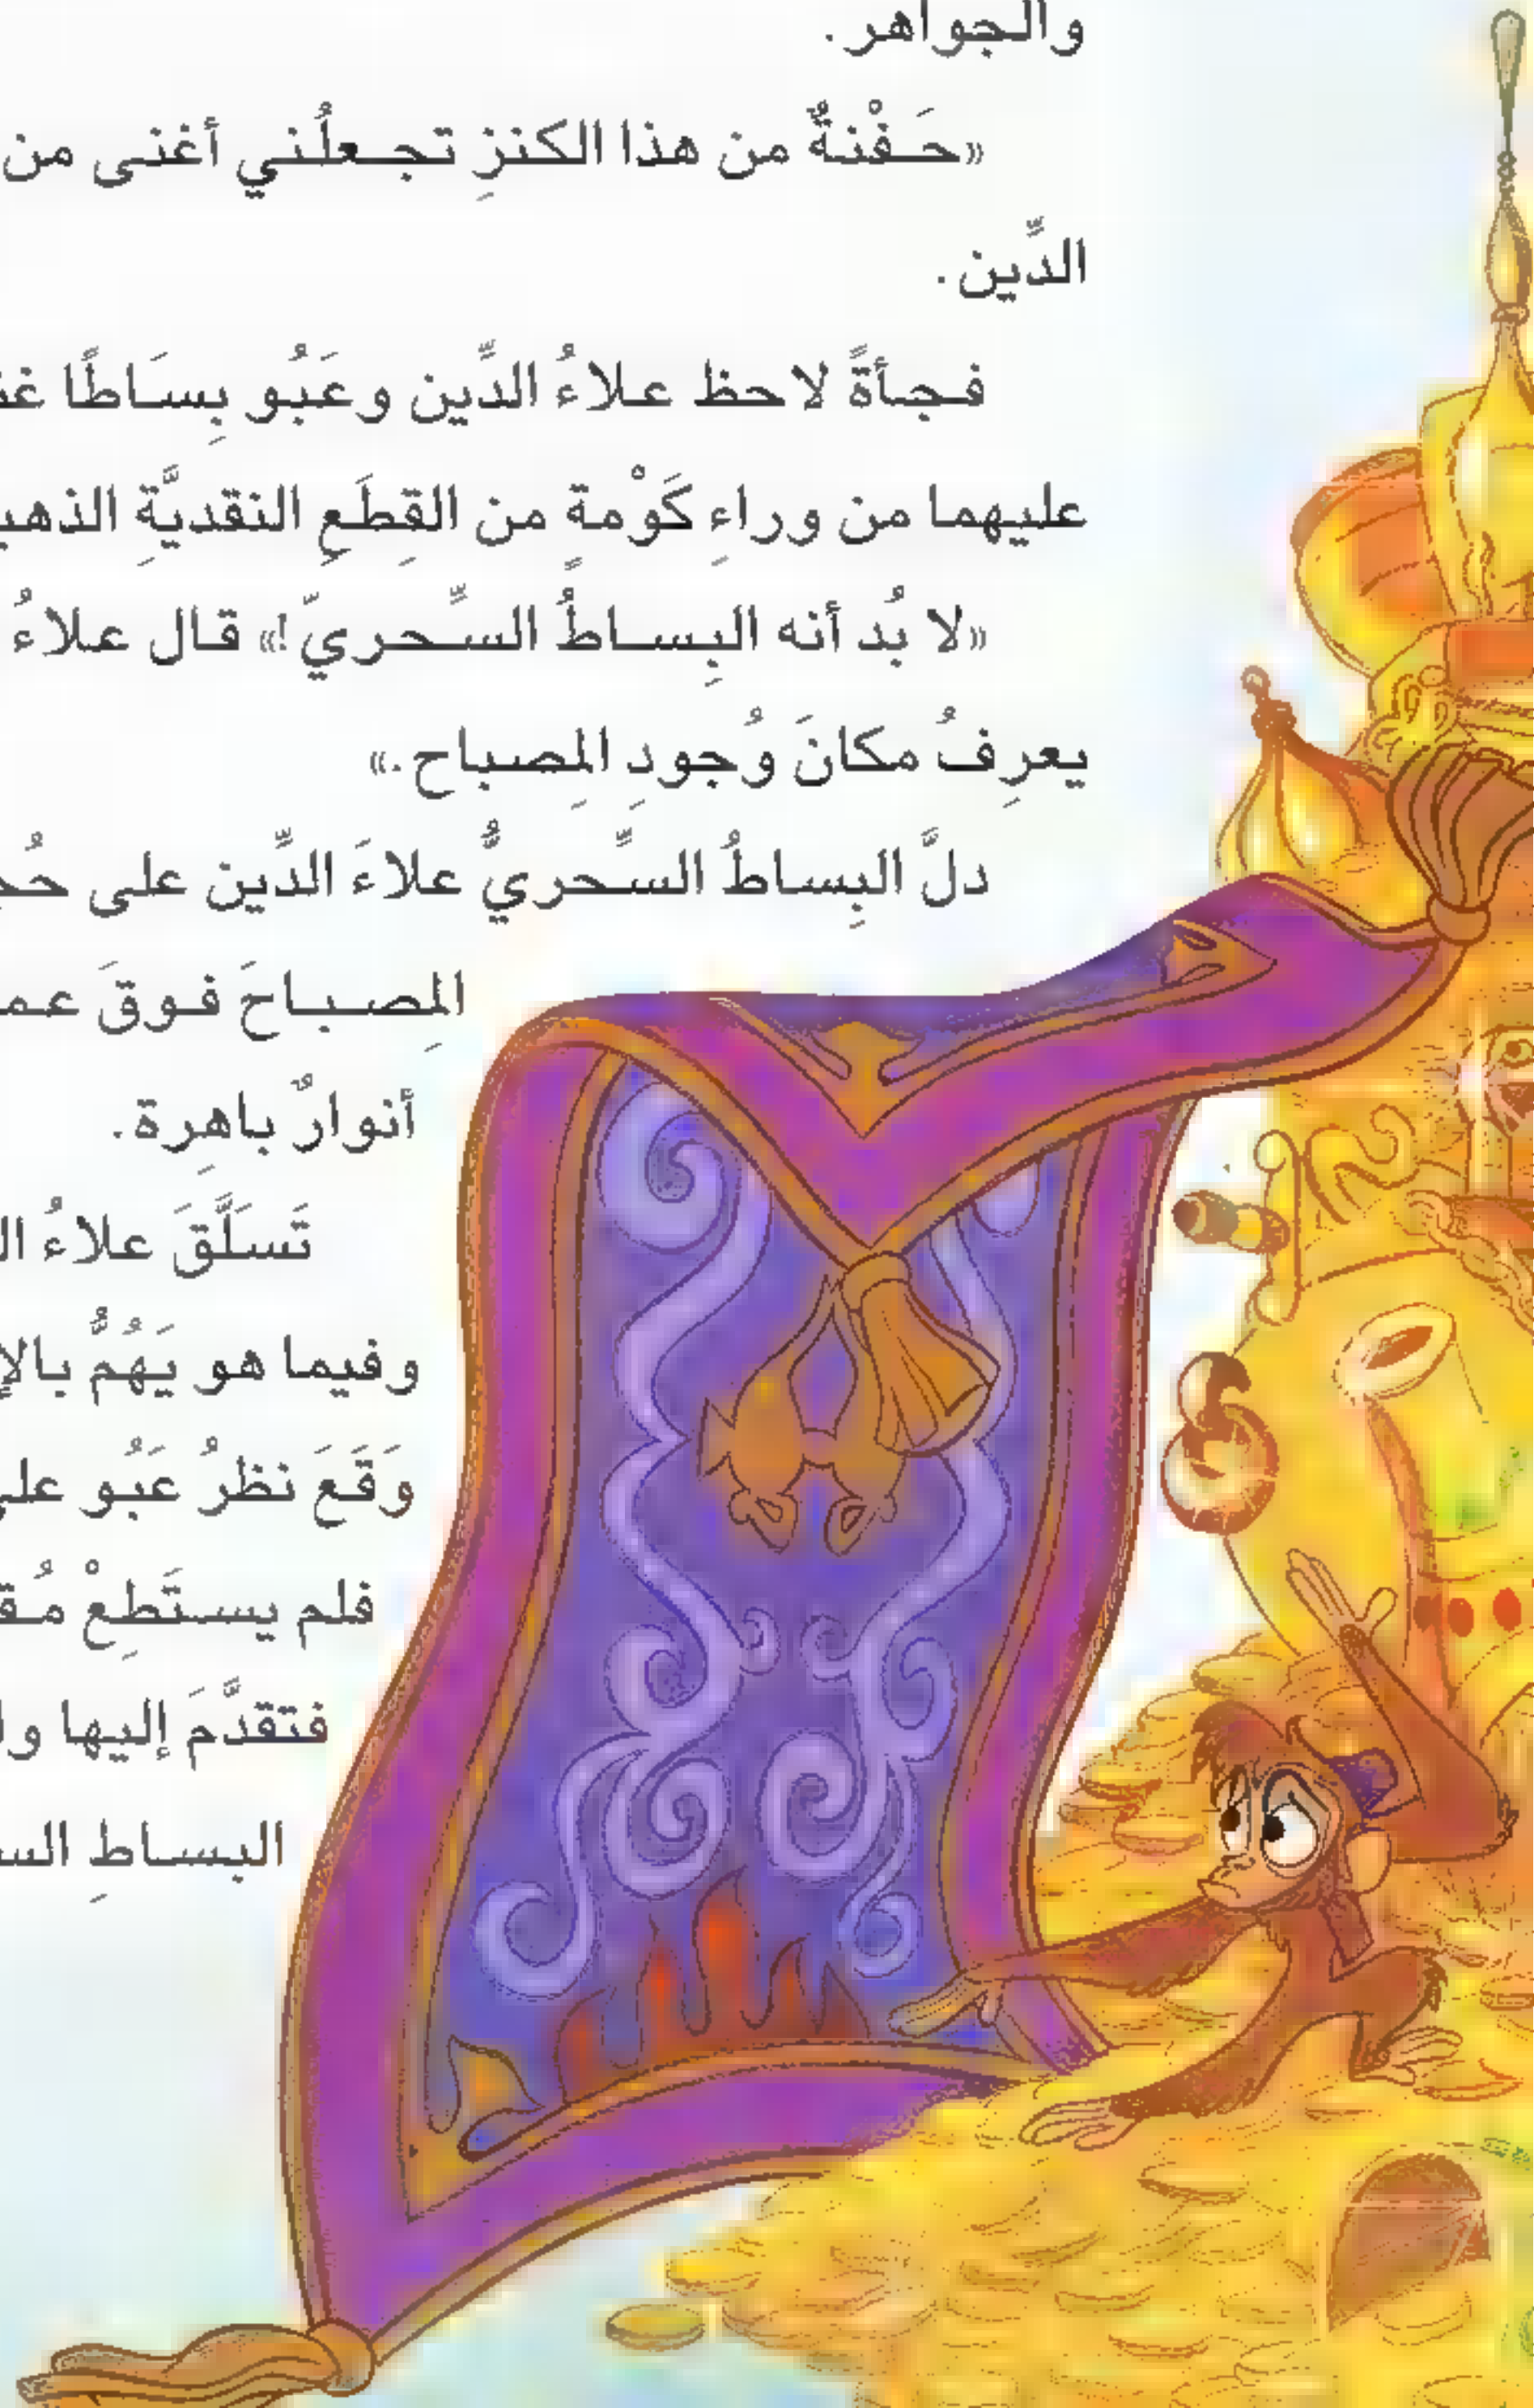 والجواهر.
«حَفْنةٌ من هذا الكنزِ تجعلُني أغنى من
الدِّين.
فجأةً لاحظ علاءُ الدِّين وعَبُو بِسَاطًا
عليهما من وراءِ كَوْمةٍ من القِطَعِ النقديَّةِ
«لا بُد أنه البِساطُ السِّحريّ!» قال علاءُ
يعرِفُ مكانَ وُجودِ المِصباح.»
دلَّ البِساطُ السِّحريُّ علاءَ الدِّين على
المِصباحَ فوقَ
أنوارٌ باهِرة.
تَسَلَّقَ علاءُ
وفيما هو يَهُمُّ
وَقَعَ نظرُ عَبُو
فلم يستَطِعْ
فتقدَّمَ إليها
البساطِ